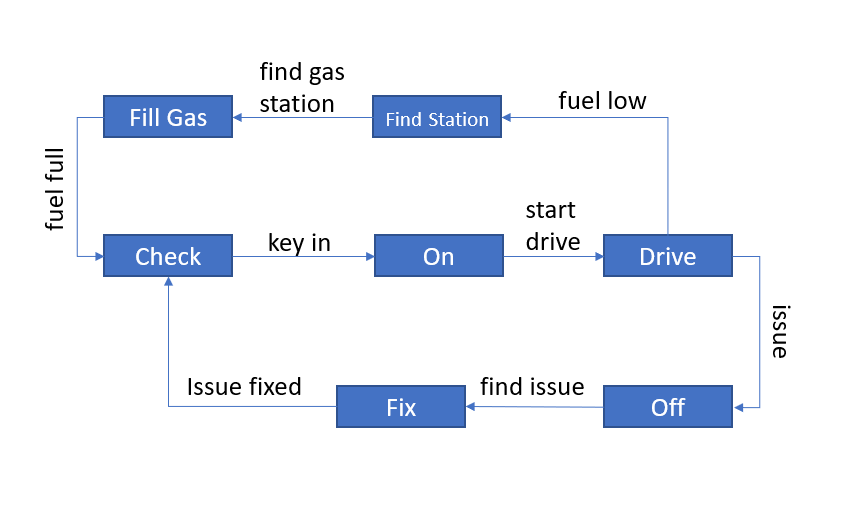 find gas
station
fuel low
Fill Gas
Find Station
fuel full
start
drive
key in
Check
On
Drive
issue
Issue fixed
find issue
Fix
Off